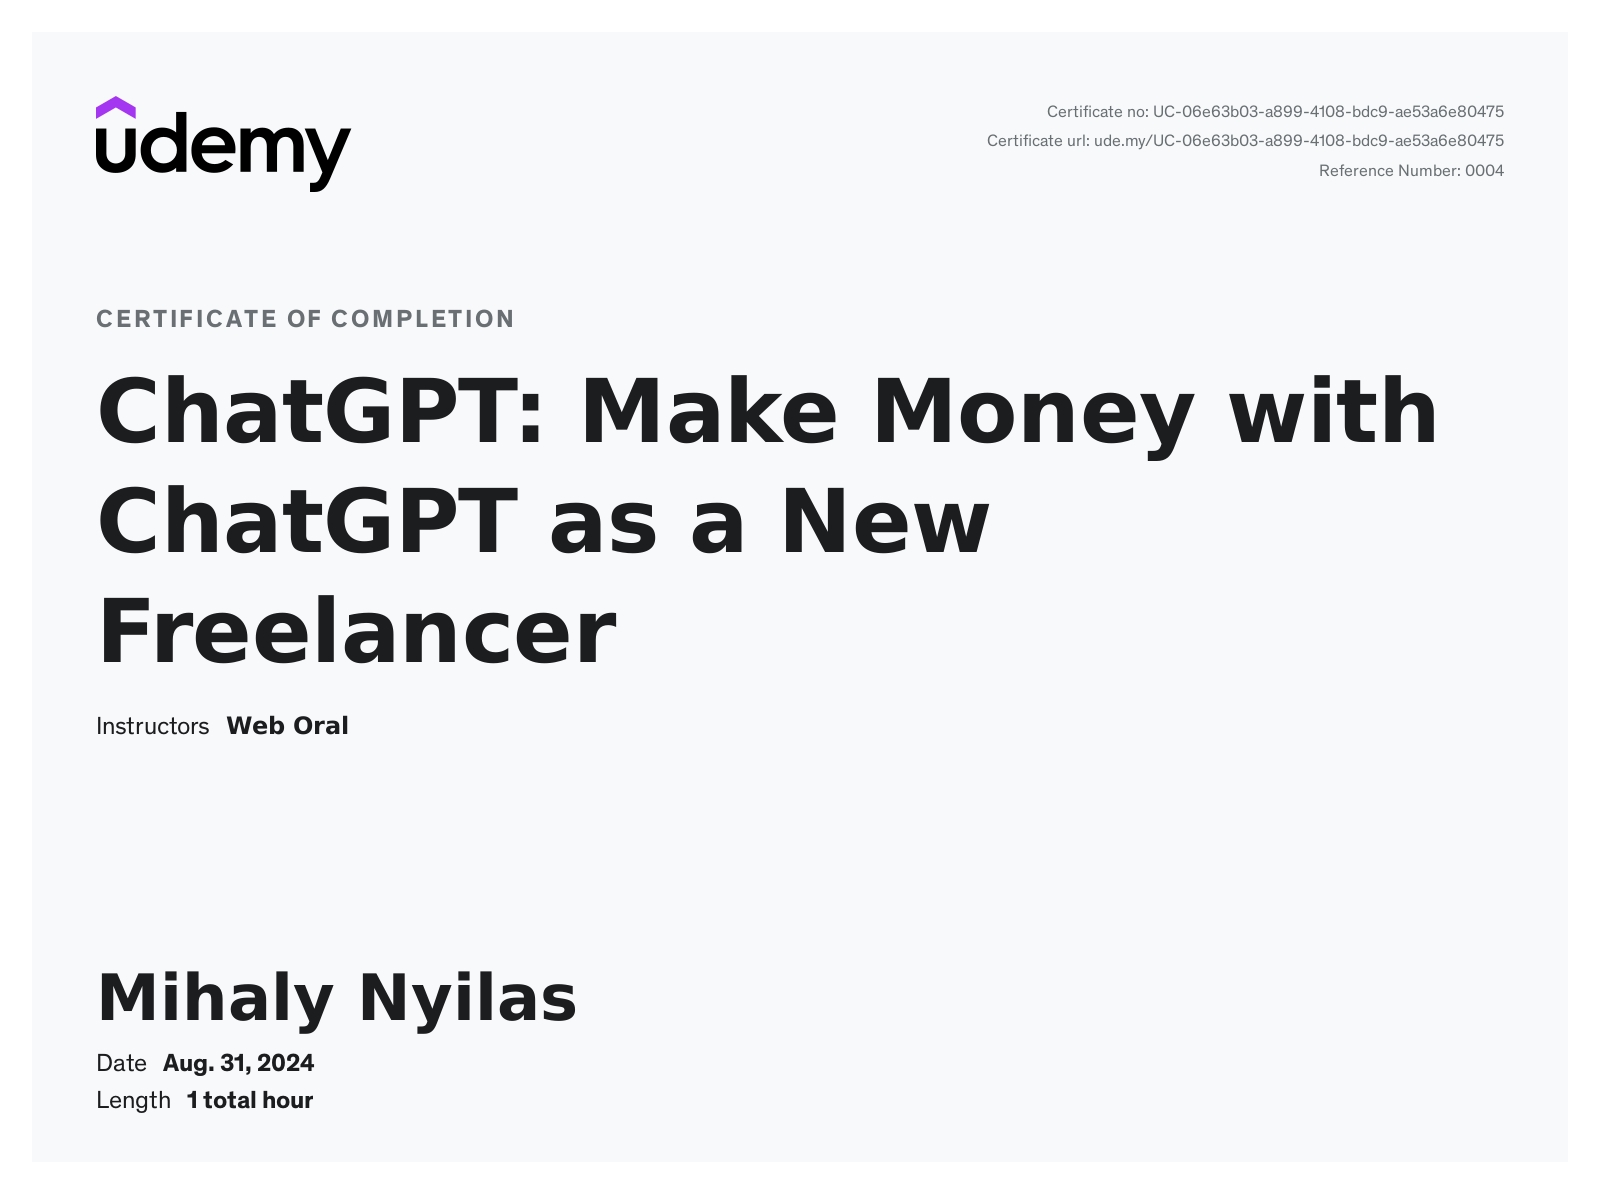 udemy
Certificate no: UC-06e63b03-a899-4108-bdc9-ae53a6e80475
Certificate url: ude.my/UC-06e63b03-a899-4108-bdc9-ae53a6e80475
Reference Number: 0004
CERTIFICATE OF COMPLETION
ChatGPT: Make Money with
ChatGPT as a New
Freelancer
Instructors Web Oral
Mihaly Nyilas
Date Aug. 31, 2024
Length 1 total hour